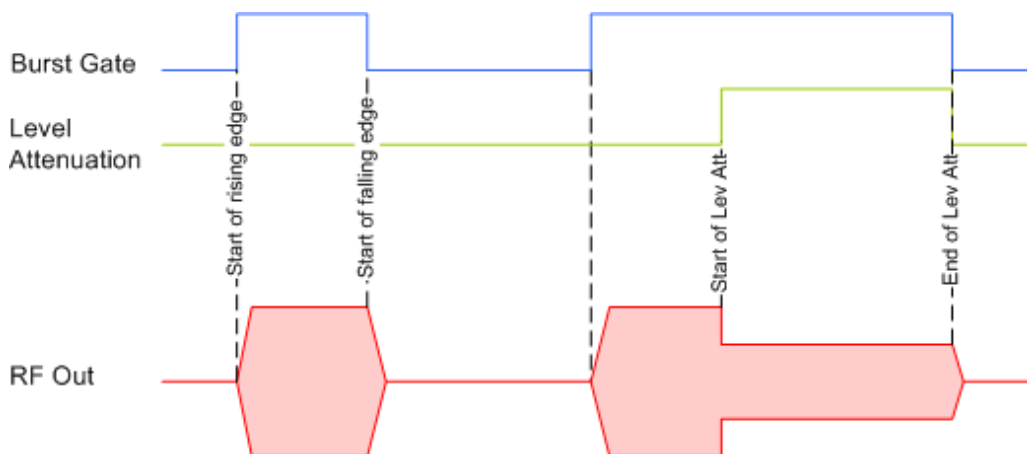 Burst Gate
Level
Attenuation
Start of rising edge
Start of falling edge
Start of Lev Att
End of Lev Att
RF Out